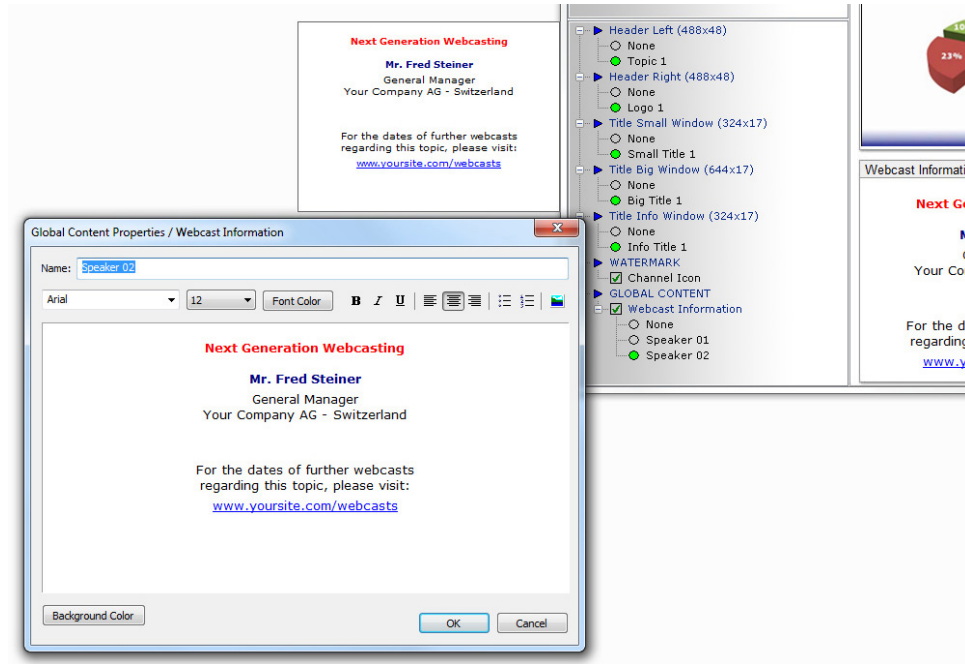 Next Generation Webcasting
Mr. Fred Steiner
General Manager
Your Company AG - Switzerland
For the dates of further webcasts
regarding this topic, please visit:
www.yoursite.com/webcasts
Header Left (488x48)
None
Topic 1
Header Right (488x48)
None
Logo 1
Title Small Window (324x17)
None
Small Title 1
Title Big Window (644x17)
None
Big Title 1
Title Info Window (324x17)
None
Info Title 1
WATERMARK
Channel Icon
GLOBAL CONTENT
Webcast Information
None
Speaker 01
Speaker 02
10
23%
Webcast Informati
Next Ge
M
G
Your Co
For the d
regarding
www.y
Global Content Properties / Webcast Information
Name: Speaker 02
Arial 12 Font Color B I U
Next Generation Webcasting
Mr. Fred Steiner
General Manager
Your Company AG - Switzerland
For the dates of further webcasts
regarding this topic, please visit:
www.yoursite.com/webcasts
Background Color OK Cancel